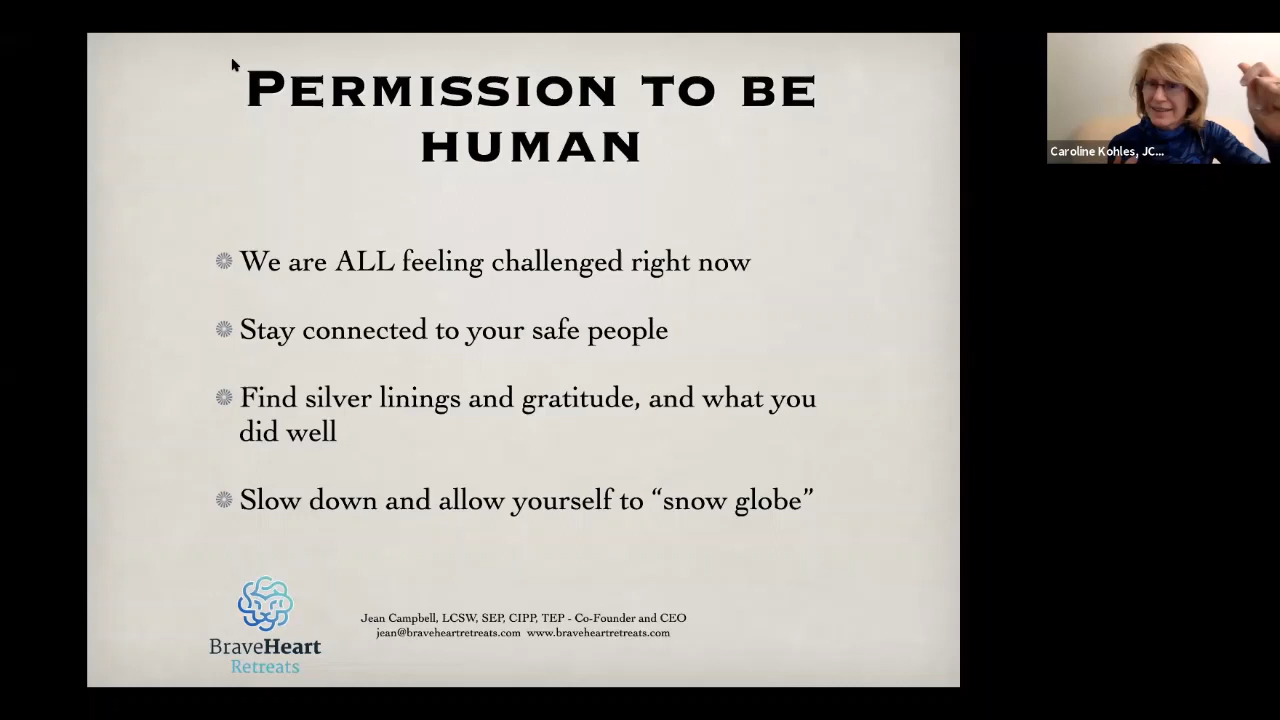 PERMISSION TO BE
HUMAN
We are ALL feeling challenged right now
Stay connected to your safe people
Find silver linings and gratitude, and what you
did well
Slow down and allow yourself to “snow globe”
BraveHeart
Retreats
Jean Campbell, LCSW, SEP, CIPP, TEP - Co-Founder and CEO
jean@braveheartretreats.com www.braveheartretreats.com
Caroline Kohles, JC...